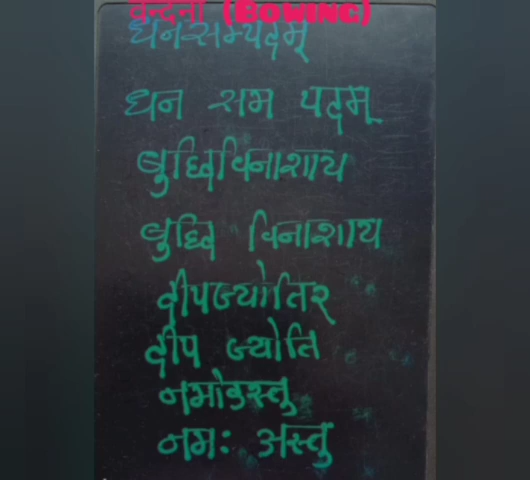 वन्दना (BOWING)
धनसम्पदम्
धन सम पदम्
बुध्दिविनाशाय
बुध्दि विनाशाय
दीपज्योतिर
दीप ज्योति
नमोऽस्तु
नमः अस्तु